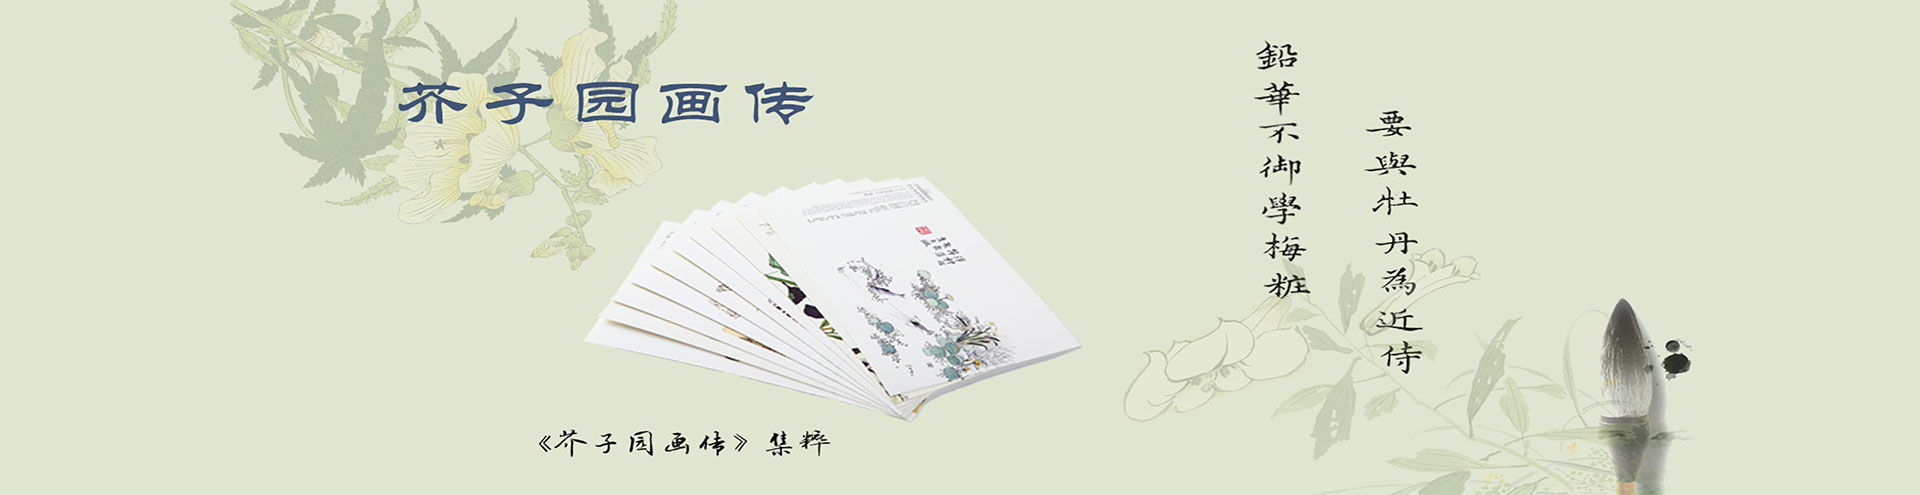 芥子园画传
《芥子园画传》集粹
要與牡丹為近侍
鉛華不御學梅粧